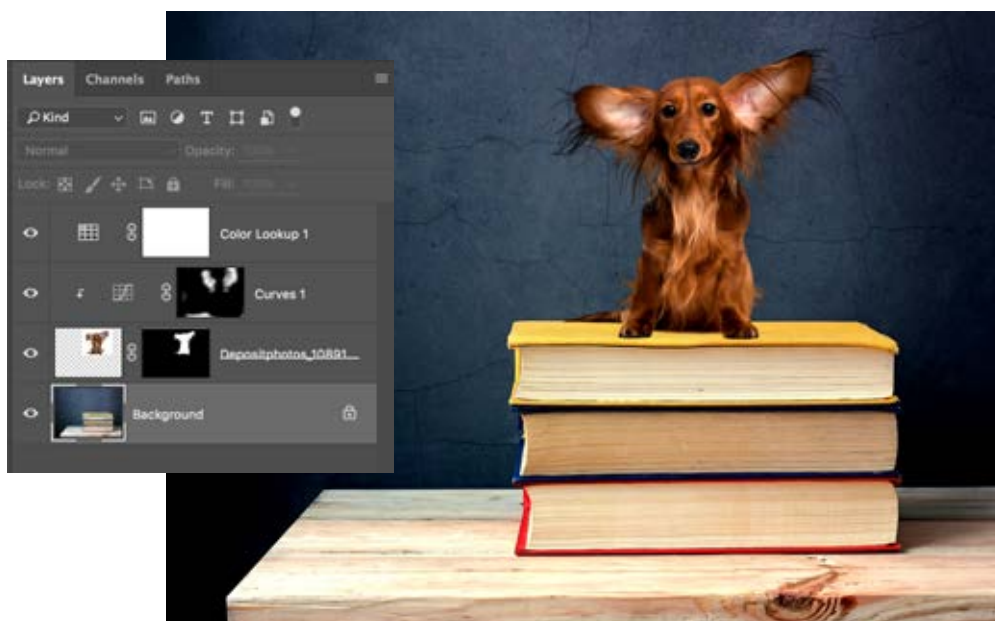 Layers Channels Paths
Kind
Normal Opacity:
Lock: Fill:
Color Lookup 1
Curves 1
Depositphotos_10891...
Background